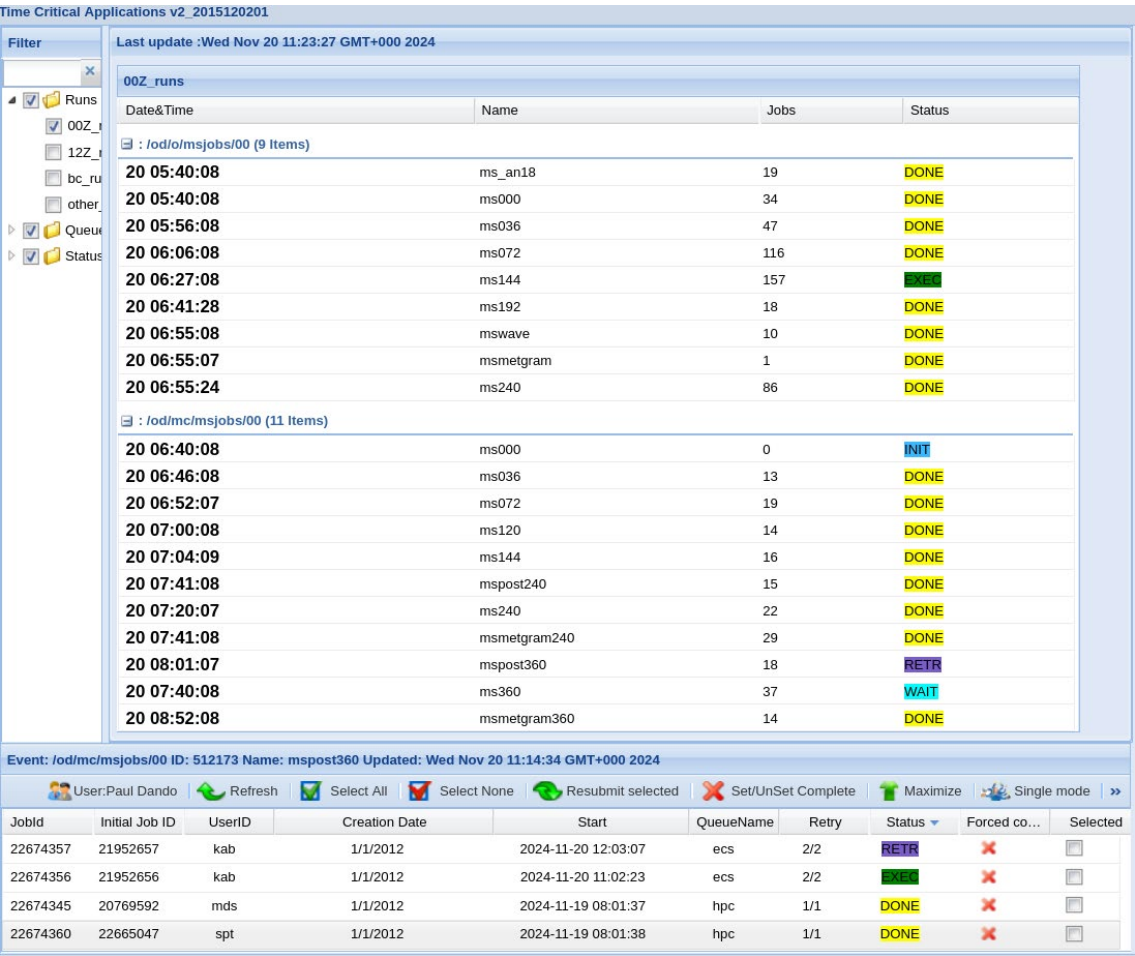 Time Critical Applications v2_2015120201
Filter
Last update :Wed Nov 20 11:23:27 GMT+000 2024
Runs
00Z_r
12Z_r
bc_ru
other_
Queue
Status
00Z_runs
Date&Time Name Jobs Status
: /od/o/msjobs/00 (9 Items)
20 05:40:08 ms_an18 19 DONE
20 05:40:08 ms000 34 DONE
20 05:56:08 ms036 47 DONE
20 06:06:08 ms072 116 DONE
20 06:27:08 ms144 157 EXEC
20 06:41:28 ms192 18 DONE
20 06:55:08 mswave 10 DONE
20 06:55:07 msmetgram 1 DONE
20 06:55:24 ms240 86 DONE
: /od/mc/msjobs/00 (11 Items)
20 06:40:08 ms000 0 INIT
20 06:46:08 ms036 13 DONE
20 06:52:07 ms072 19 DONE
20 07:00:08 ms120 14 DONE
20 07:04:09 ms144 16 DONE
20 07:41:08 mspost240 15 DONE
20 07:20:07 ms240 22 DONE
20 07:41:08 msmetgram240 29 DONE
20 08:01:07 mspost360 18 RETR
20 07:40:08 ms360 37 WAIT
20 08:52:08 msmetgram360 14 DONE
Event: /od/mc/msjobs/00 ID: 512173 Name: mspost360 Updated: Wed Nov 20 11:14:34 GMT+000 2024
User:Paul Dando Refresh Select All Select None Resubmit selected Set/UnSet Complete Maximize Single mode »
JobId Initial Job ID UserID Creation Date Start QueueName Retry Status Forced co... Selected
22674357 21952657 kab 1/1/2012 2024-11-20 12:03:07 ecs 2/2 RETR
22674356 21952656 kab 1/1/2012 2024-11-20 11:02:23 ecs 2/2 EXEC
22674345 20769592 mds 1/1/2012 2024-11-19 08:01:37 hpc 1/1 DONE
22674360 22665047 spt 1/1/2012 2024-11-19 08:01:38 hpc 1/1 DONE